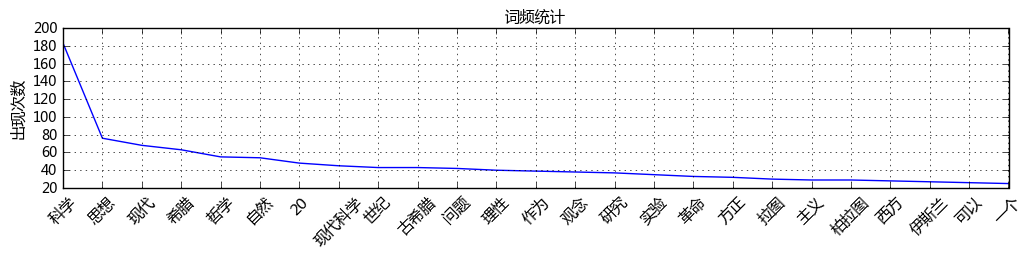 词频统计
出现次数
200
180
160
140
120
100
80
60
40
20
科学
思想
现代
希腊
哲学
自然
20
现代科学
世纪
古希腊
问题
理性
作为
观念
研究
实验
革命
方正
拉图
主义
柏拉图
西方
伊斯兰
可以
一个